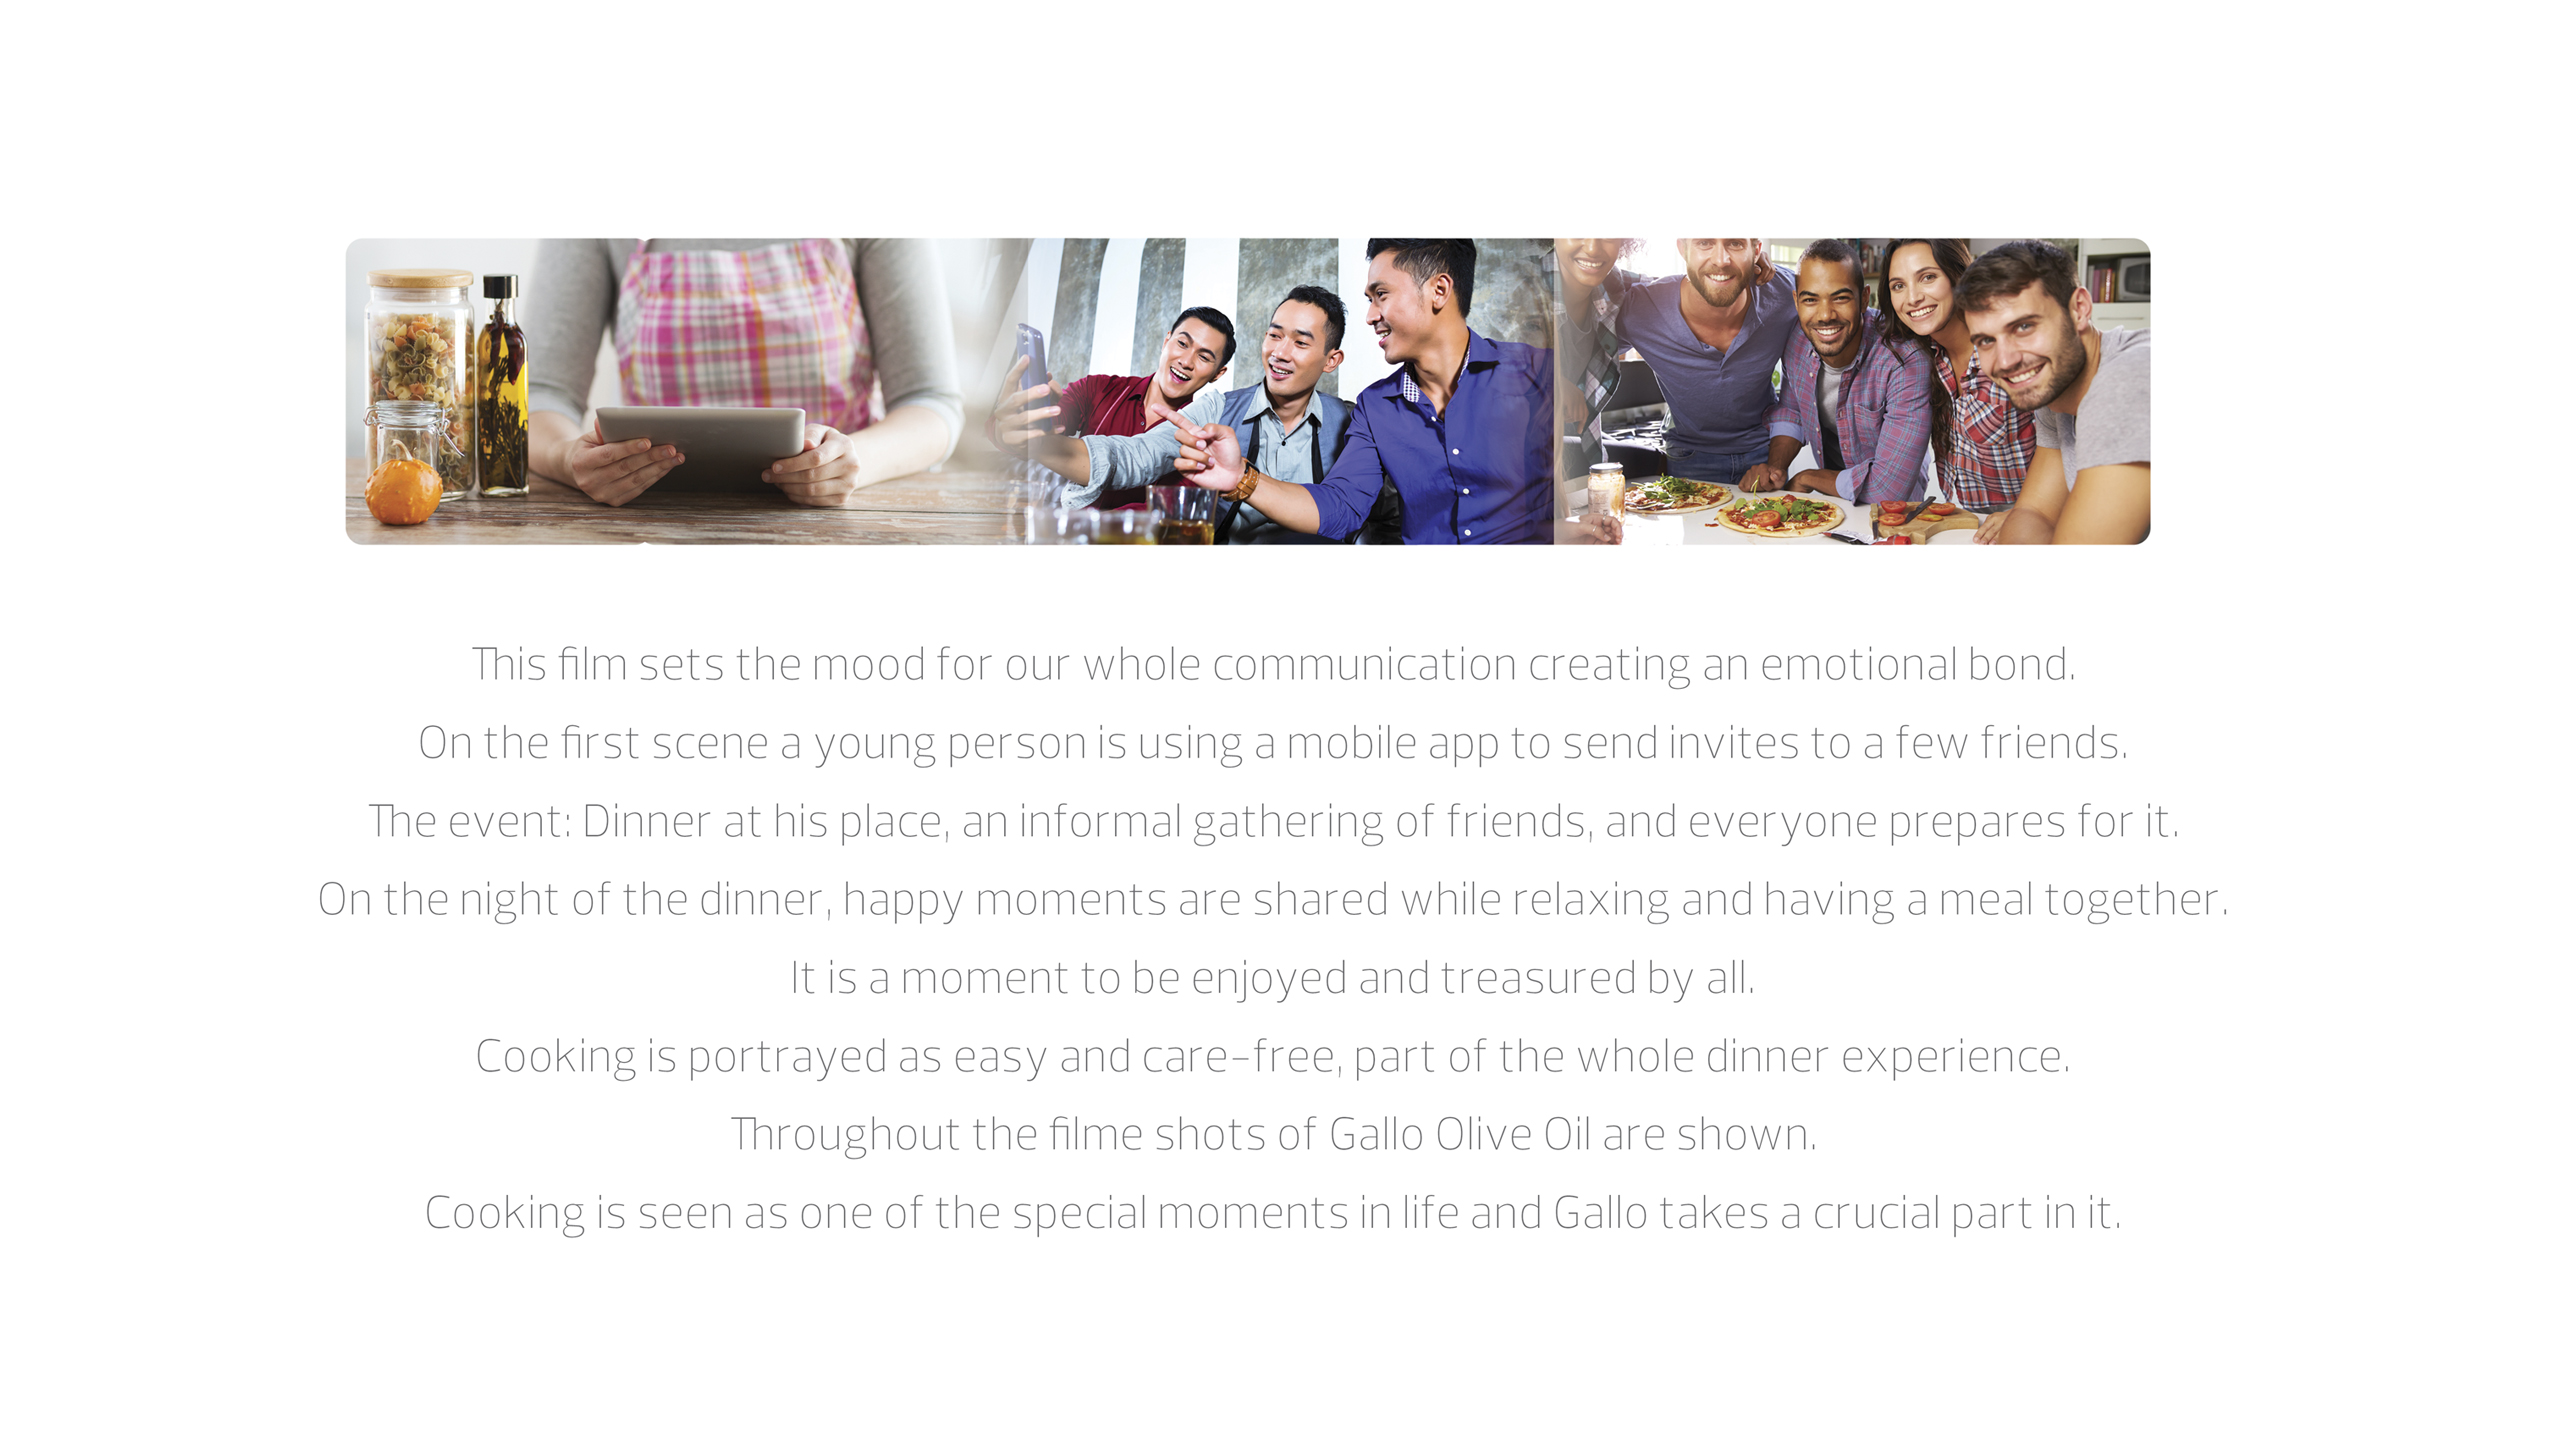 This film sets the mood for our whole communication creating an emotional bond.
On the first scene a young person is using a mobile app to send invites to a few friends.
The event: Dinner at his place, an informal gathering of friends, and everyone prepares for it.
On the night of the dinner, happy moments are shared while relaxing and having a meal together.
It is a moment to be enjoyed and treasured by all.
Cooking is portrayed as easy and care-free, part of the whole dinner experience.
Throughout the filme shots of Gallo Olive Oil are shown.
Cooking is seen as one of the special moments in life and Gallo takes a crucial part in it.